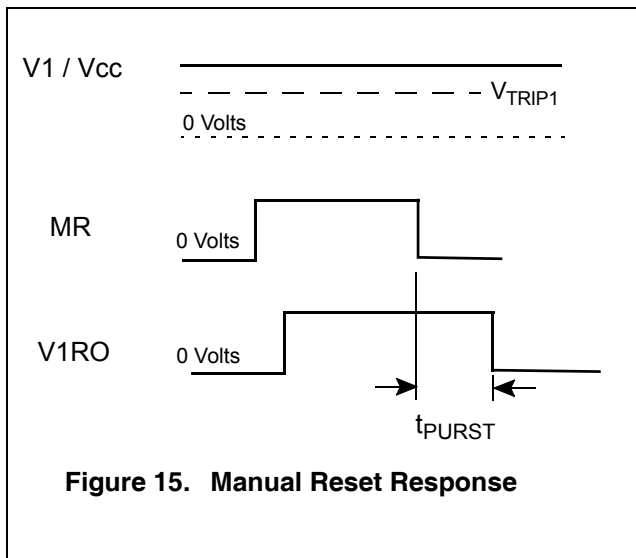 V1 / Vcc
VTRIP1
0 Volts
MR
0 Volts
V1RO
0 Volts
tPURST
Figure 15. Manual Reset Response